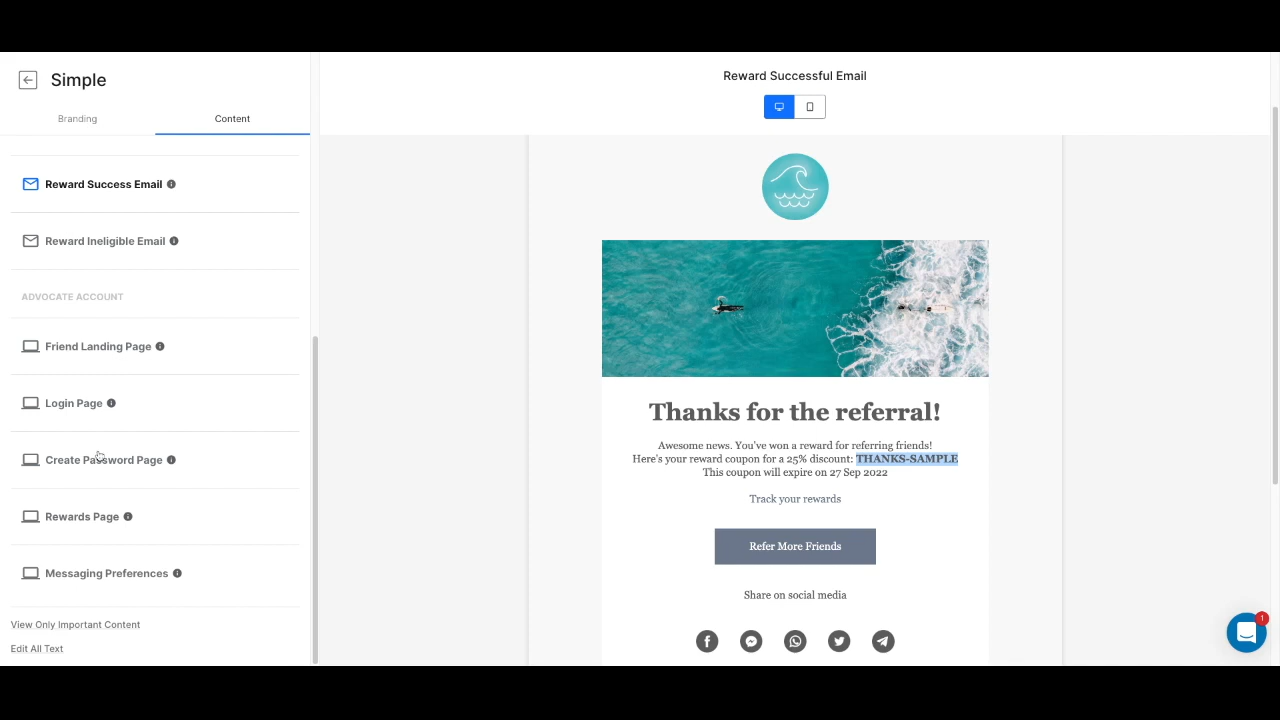 Simple
Branding
Content
Reward Success Email
Reward Ineligible Email
ADVOCATE ACCOUNT
Friend Landing Page
Login Page
Create Password Page
Rewards Page
Messaging Preferences
View Only Important Content
Edit All Text
Reward Successful Email
Thanks for the referral!
Awesome news. You've won a reward for referring friends!
Here's your reward coupon for a 25% discount: THANKS-SAMPLE
This coupon will expire on 27 Sep 2022
Track your rewards
Refer More Friends
Share on social media
1